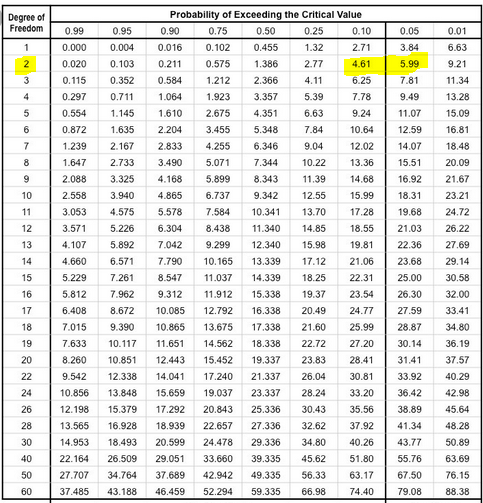 Degree of Freedom Probability of Exceeding the Critical Value
0.99 0.95 0.90 0.75 0.50 0.25 0.10 0.05 0.01
1 0.000 0.004 0.016 0.102 0.455 1.32 2.71 3.84 6.63
2 0.020 0.103 0.211 0.575 1.386 2.77 4.61 5.99 9.21
3 0.115 0.352 0.584 1.212 2.366 4.11 6.25 7.81 11.34
4 0.297 0.711 1.064 1.923 3.357 5.39 7.78 9.49 13.28
5 0.554 1.145 1.610 2.675 4.351 6.63 9.24 11.07 15.09
6 0.872 1.635 2.204 3.455 5.348 7.84 10.64 12.59 16.81
7 1.239 2.167 2.833 4.255 6.346 9.04 12.02 14.07 18.48
8 1.647 2.733 3.490 5.071 7.344 10.22 13.36 15.51 20.09
9 2.088 3.325 4.168 5.899 8.343 11.39 14.68 16.92 21.67
10 2.558 3.940 4.865 6.737 9.342 12.55 15.99 18.31 23.21
11 3.053 4.575 5.578 7.584 10.341 13.70 17.28 19.68 24.72
12 3.571 5.226 6.304 8.438 11.340 14.85 18.55 21.03 26.22
13 4.107 5.892 7.042 9.299 12.340 15.98 19.81 22.36 27.69
14 4.660 6.571 7.790 10.165 13.339 17.12 21.06 23.68 29.14
15 5.229 7.261 8.547 11.037 14.339 18.25 22.31 25.00 30.58
16 5.812 7.962 9.312 11.912 15.338 19.37 23.54 26.30 32.00
17 6.408 8.672 10.085 12.792 16.338 20.49 24.77 27.59 33.41
18 7.015 9.390 10.865 13.675 17.338 21.60 25.99 28.87 34.80
19 7.633 10.117 11.651 14.562 18.338 22.72 27.20 30.14 36.19
20 8.260 10.851 12.443 15.452 19.337 23.83 28.41 31.41 37.57
22 9.542 12.338 14.041 17.240 21.337 26.04 30.81 33.92 40.29
24 10.856 13.848 15.659 19.037 23.337 28.24 33.20 36.42 42.98
26 12.198 15.379 17.292 20.843 25.336 30.43 35.56 38.89 45.64
28 13.565 16.928 18.939 22.657 27.336 32.62 37.92 41.34 48.28
30 14.953 18.493 20.599 24.478 29.336 34.80 40.26 43.77 50.89
40 22.164 26.509 29.051 33.660 39.335 45.62 51.80 55.76 63.69
50 27.707 34.764 37.689 42.942 49.335 56.33 63.17 67.50 76.15
60 37.485 43.188 46.459 52.294 59.335 66.98 74.40 79.08 88.38